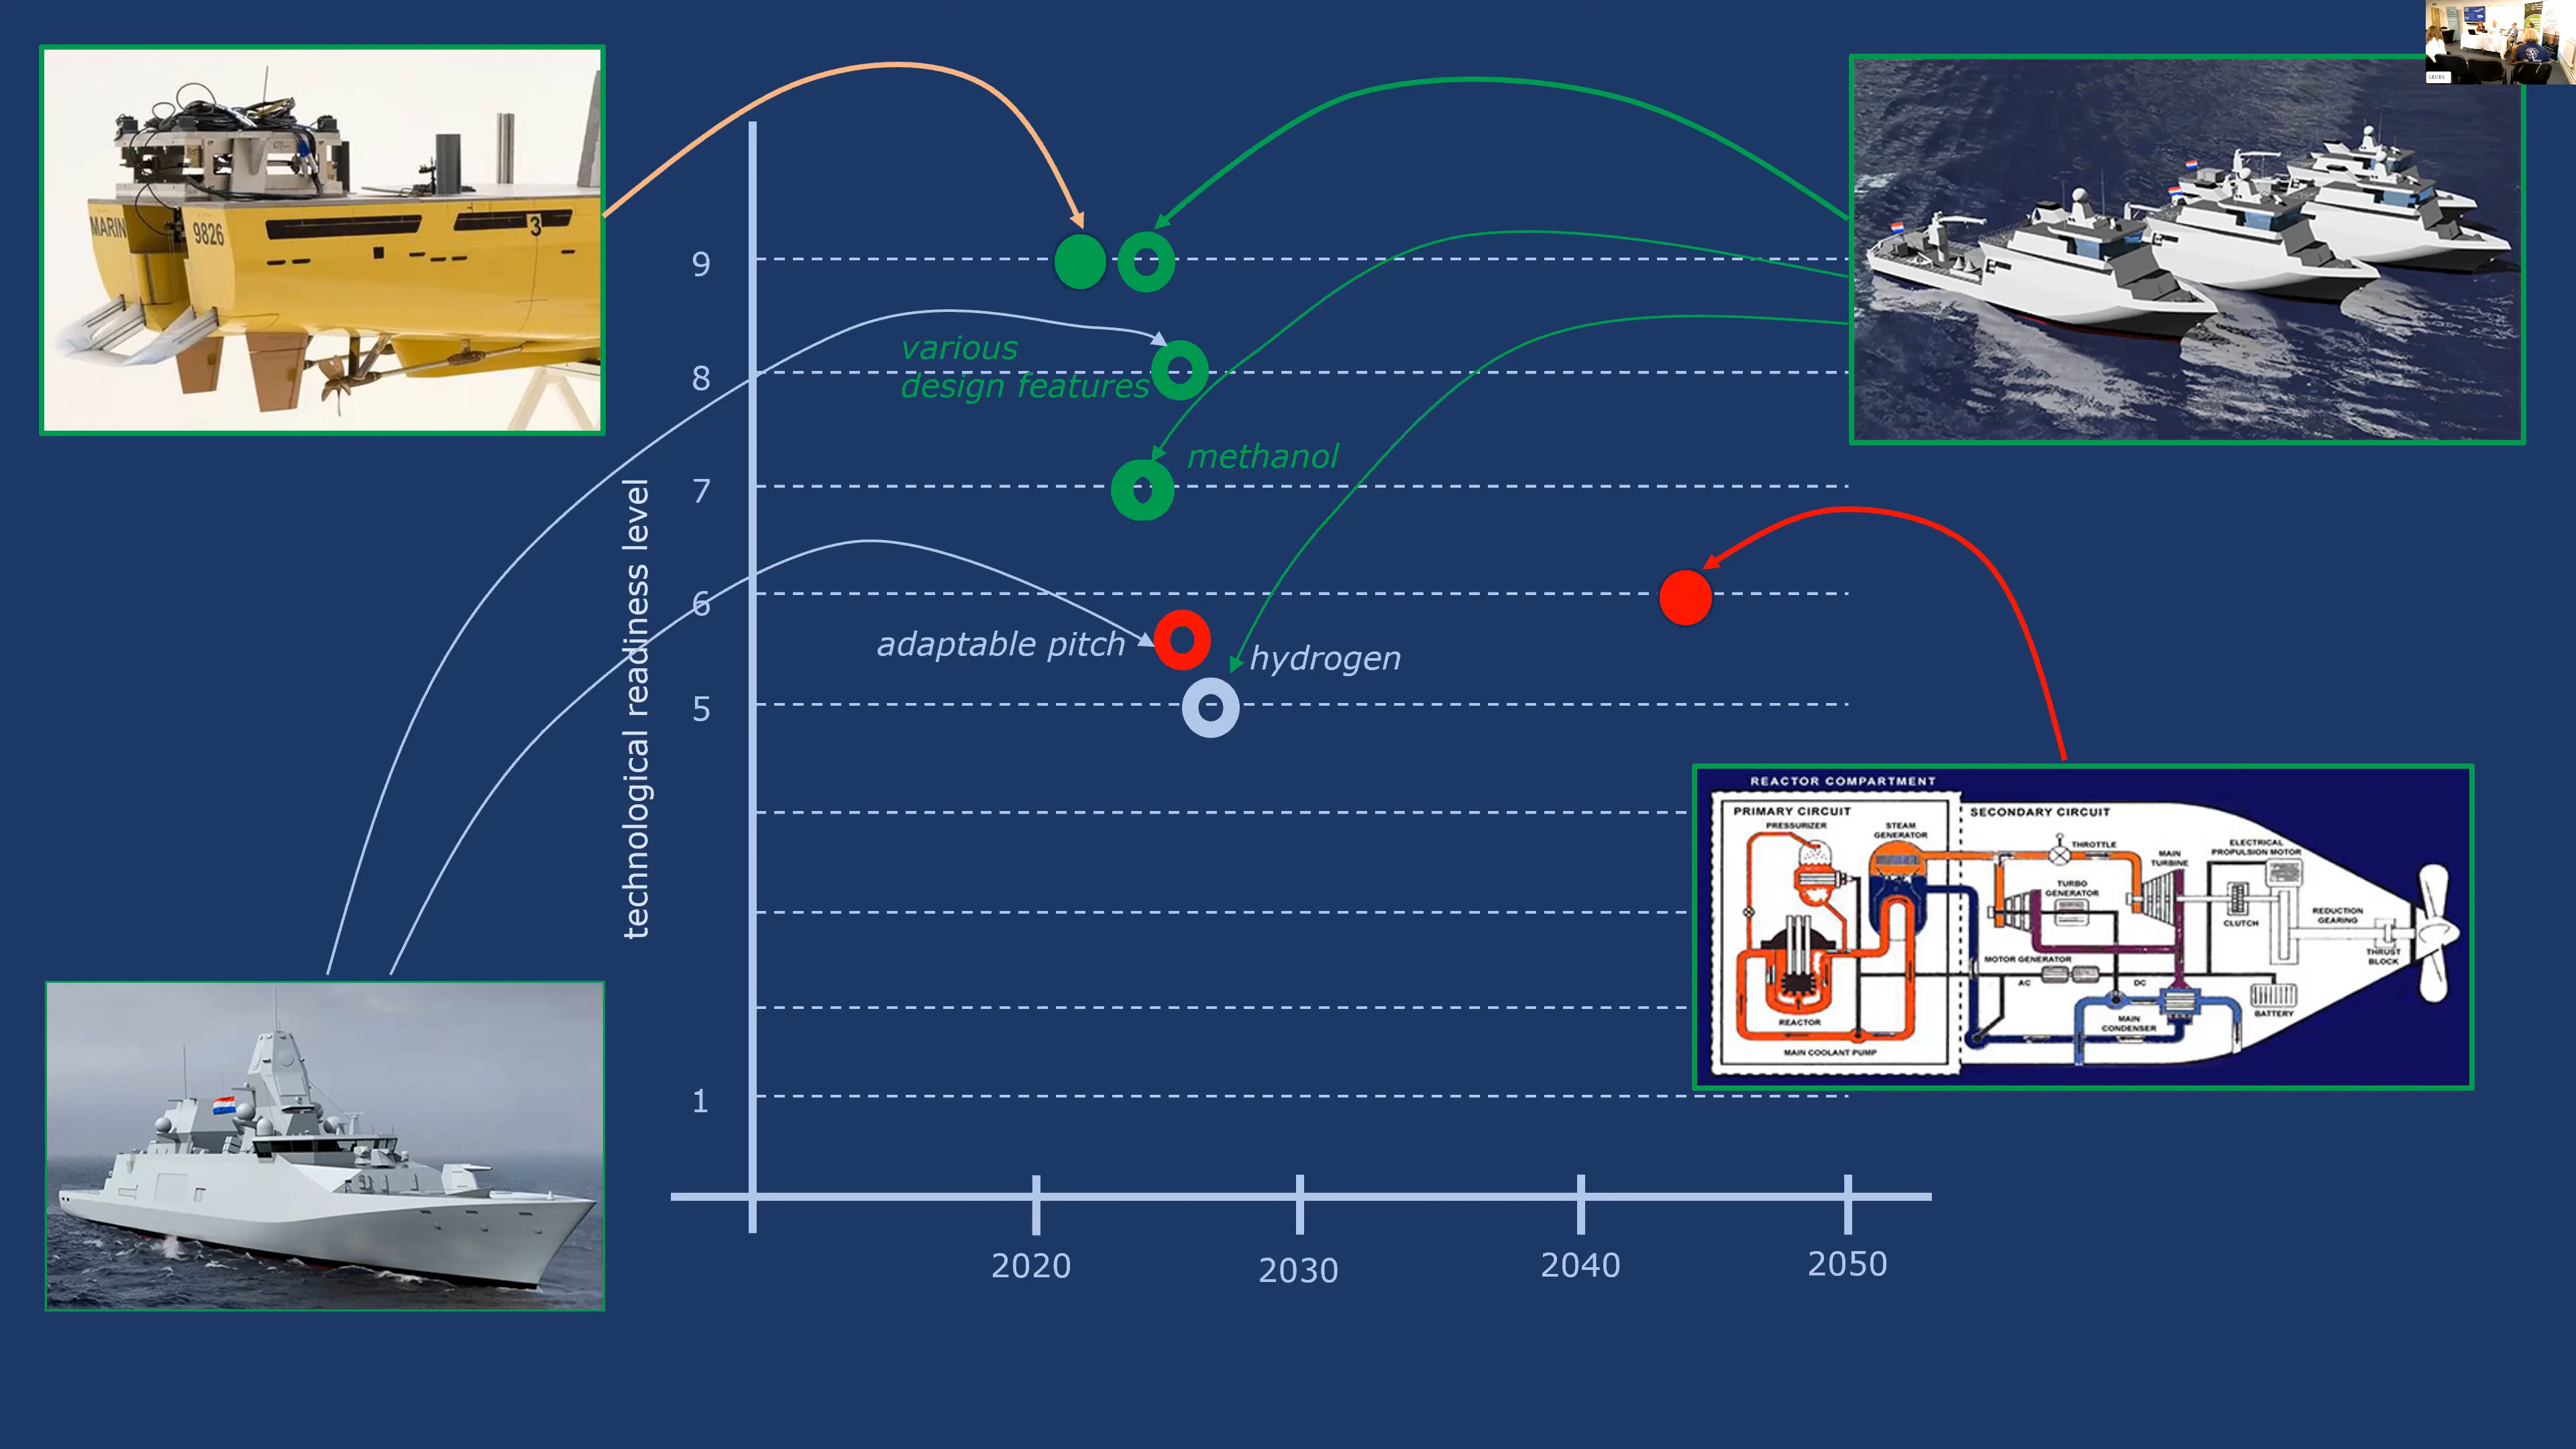 MARIN
9826
3
9
8
7
6
5
1
technological readiness level
various
design features
methanol
adaptable pitch
hydrogen
2020
2030
2040
2050
REACTOR COMPARTMENT
PRIMARY CIRCUIT
SECONDARY CIRCUIT
PRESSURIZER
STEAM
GENERATOR
THROTTLE
MAIN
TURBINE
ELECTRICAL
PROPULSION MOTOR
TURBO
GENERATOR
CLUTCH
REDUCTION
GEARING
THRUST
BLOCK
MOTOR GENERATOR
AC
DC
BATTERY
MAIN
CONDENSER
REACTOR
MAIN COOLANT PUMP